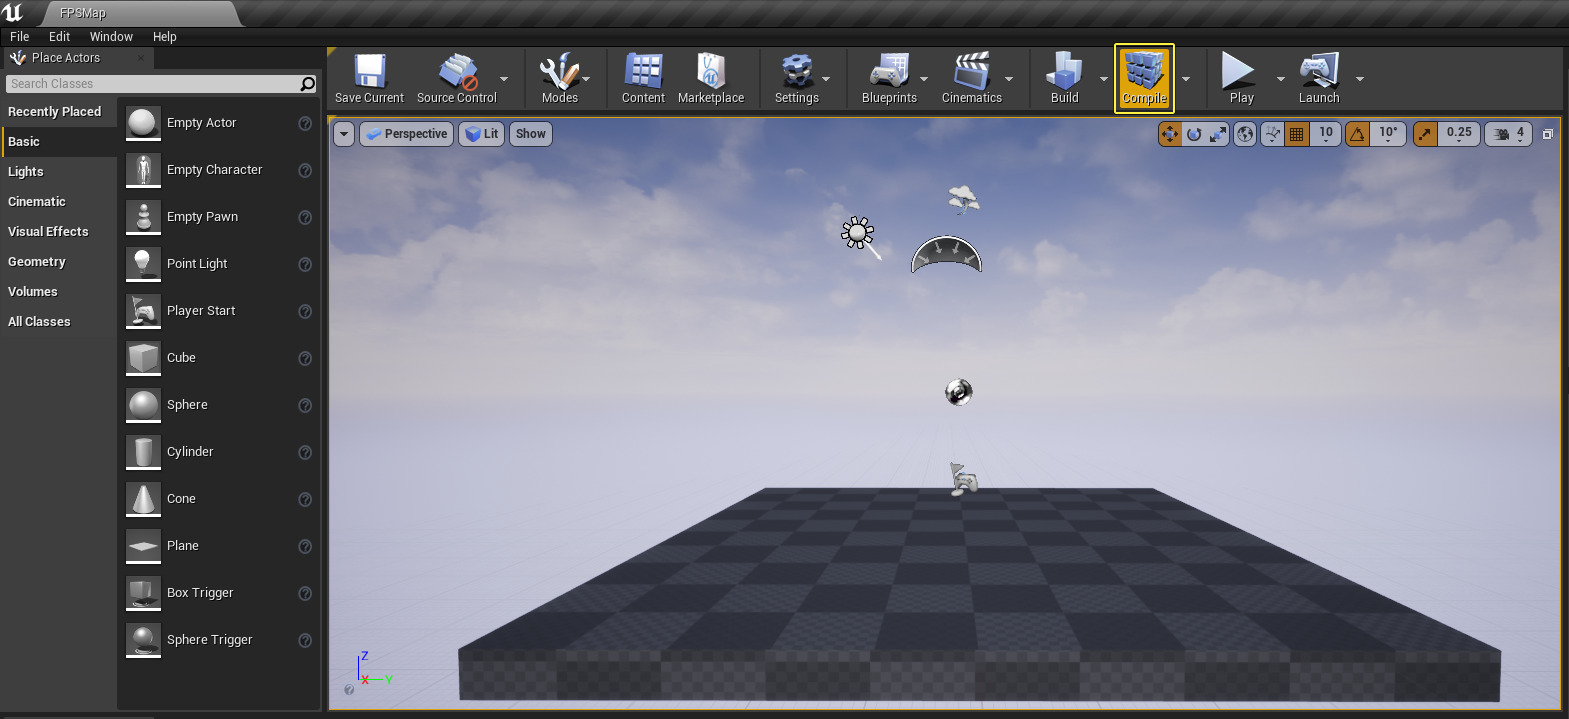 FPSMap
File Edit Window Help
Place Actors
Search Classes
Recently Placed
Basic
Lights
Cinematic
Visual Effects
Geometry
Volumes
All Classes
Empty Actor
Empty Character
Empty Pawn
Point Light
Player Start
Cube
Sphere
Cylinder
Cone
Plane
Box Trigger
Sphere Trigger
Save Current Source Control Modes Content Marketplace Settings Blueprints Cinematics Build Compile Play Launch
Perspective Lit Show 10 10° 0.25 4
Z
X Y